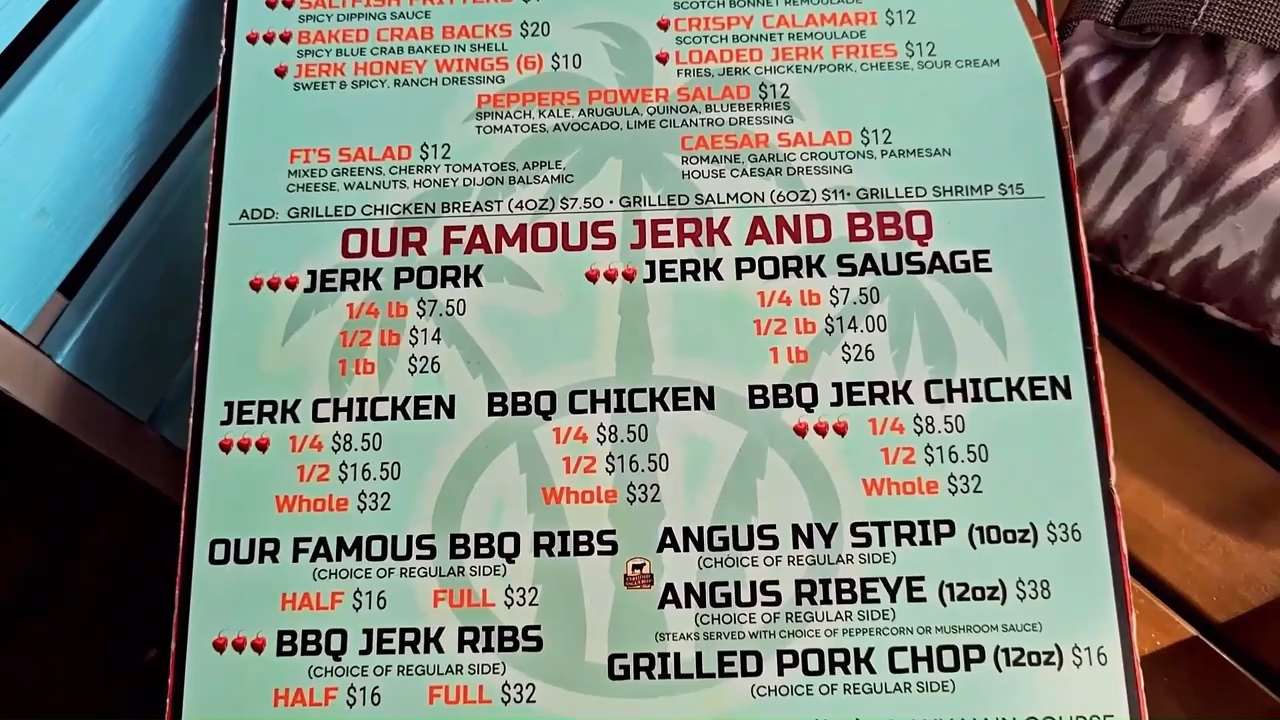 SALTFISH FRITTERS
SPICY DIPPING SAUCE
BAKED CRAB BACKS $20
SPICY BLUE CRAB BAKED IN SHELL
JERK HONEY WINGS (6) $10
SWEET & SPICY, RANCH DRESSING
SCOTCH BONNET REMOULADE
CRISPY CALAMARI $12
SCOTCH BONNET REMOULADE
LOADED JERK FRIES $12
FRIES, JERK CHICKEN/PORK, CHEESE, SOUR CREAM
PEPPERS POWER SALAD $12
SPINACH, KALE, ARUGULA, QUINOA, BLUEBERRIES
TOMATOES, AVOCADO, LIME CILANTRO DRESSING
FI'S SALAD $12
MIXED GREENS, CHERRY TOMATOES, APPLE,
CHEESE, WALNUTS, HONEY DIJON BALSAMIC
CAESAR SALAD $12
ROMAINE, GARLIC CROUTONS, PARMESAN
HOUSE CAESAR DRESSING
ADD: GRILLED CHICKEN BREAST (4OZ) $7.50 • GRILLED SALMON (6OZ) $11• GRILLED SHRIMP $15
OUR FAMOUS JERK AND BBQ
JERK PORK
1/4 lb $7.50
1/2 lb $14
1 lb $26
JERK PORK SAUSAGE
1/4 lb $7.50
1/2 lb $14.00
1 lb $26
JERK CHICKEN
1/4 $8.50
1/2 $16.50
Whole $32
BBQ CHICKEN
1/4 $8.50
1/2 $16.50
Whole $32
BBQ JERK CHICKEN
1/4 $8.50
1/2 $16.50
Whole $32
OUR FAMOUS BBQ RIBS
(CHOICE OF REGULAR SIDE)
HALF $16 FULL $32
BBQ JERK RIBS
(CHOICE OF REGULAR SIDE)
HALF $16 FULL $32
ANGUS NY STRIP (10oz) $36
(CHOICE OF REGULAR SIDE)
ANGUS RIBEYE (12oz) $38
(CHOICE OF REGULAR SIDE)
(STEAKS SERVED WITH CHOICE OF PEPPERCORN OR MUSHROOM SAUCE)
GRILLED PORK CHOP (12oz) $16
(CHOICE OF REGULAR SIDE)
MAIN COURSE